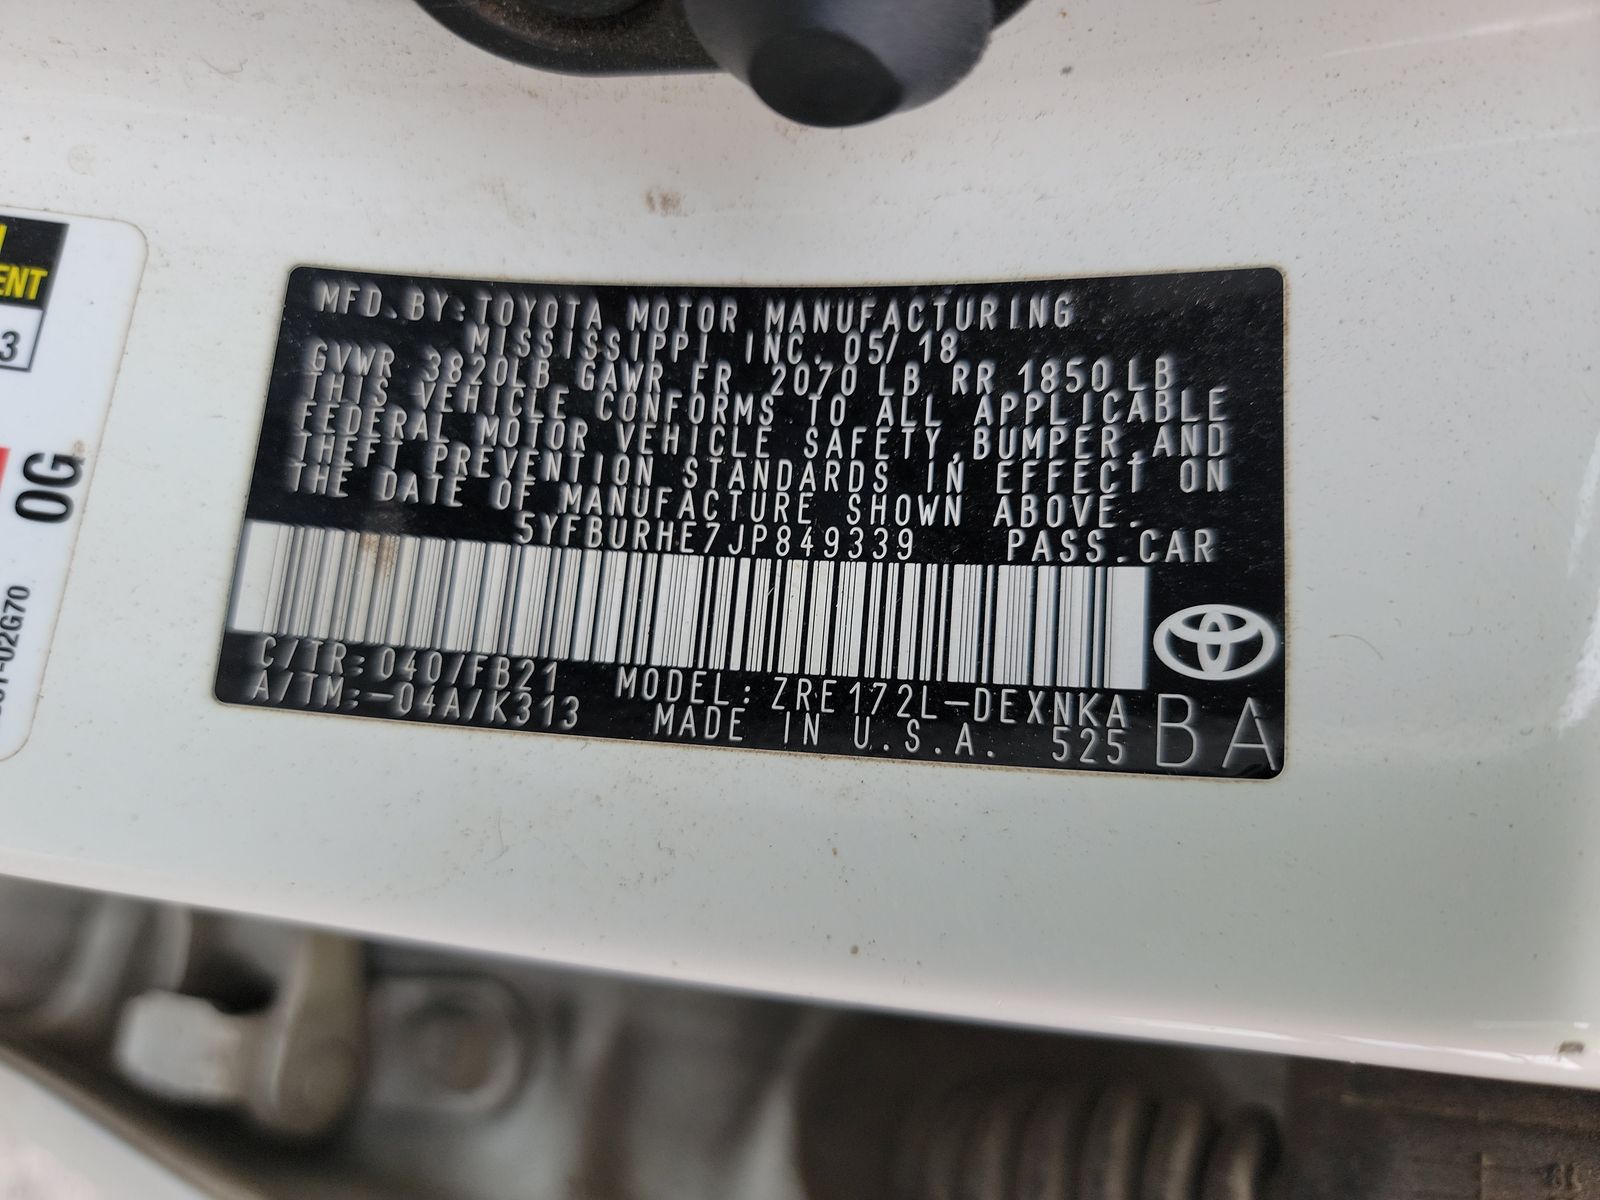 ENT
3
0G
-02G70
MFD. BY: TOYOTA MOTOR MANUFACTURING
MISSISSIPPI INC. 05/18
GVWR 3820LB GAWR FR 2070 LB RR 1850 LB
THIS VEHICLE CONFORMS TO ALL APPLICABLE
FEDERAL MOTOR VEHICLE SAFETY,BUMPER,AND
THEFT PREVENTION STANDARDS IN EFFECT ON
THE DATE OF MANUFACTURE SHOWN ABOVE.
5YFBURHE7JP849339 PASS.CAR
C/TR:040/FB21 MODEL:ZRE172L-DEXNKA
A/TM:-04A/K313 MADE IN U.S.A. 525 BA